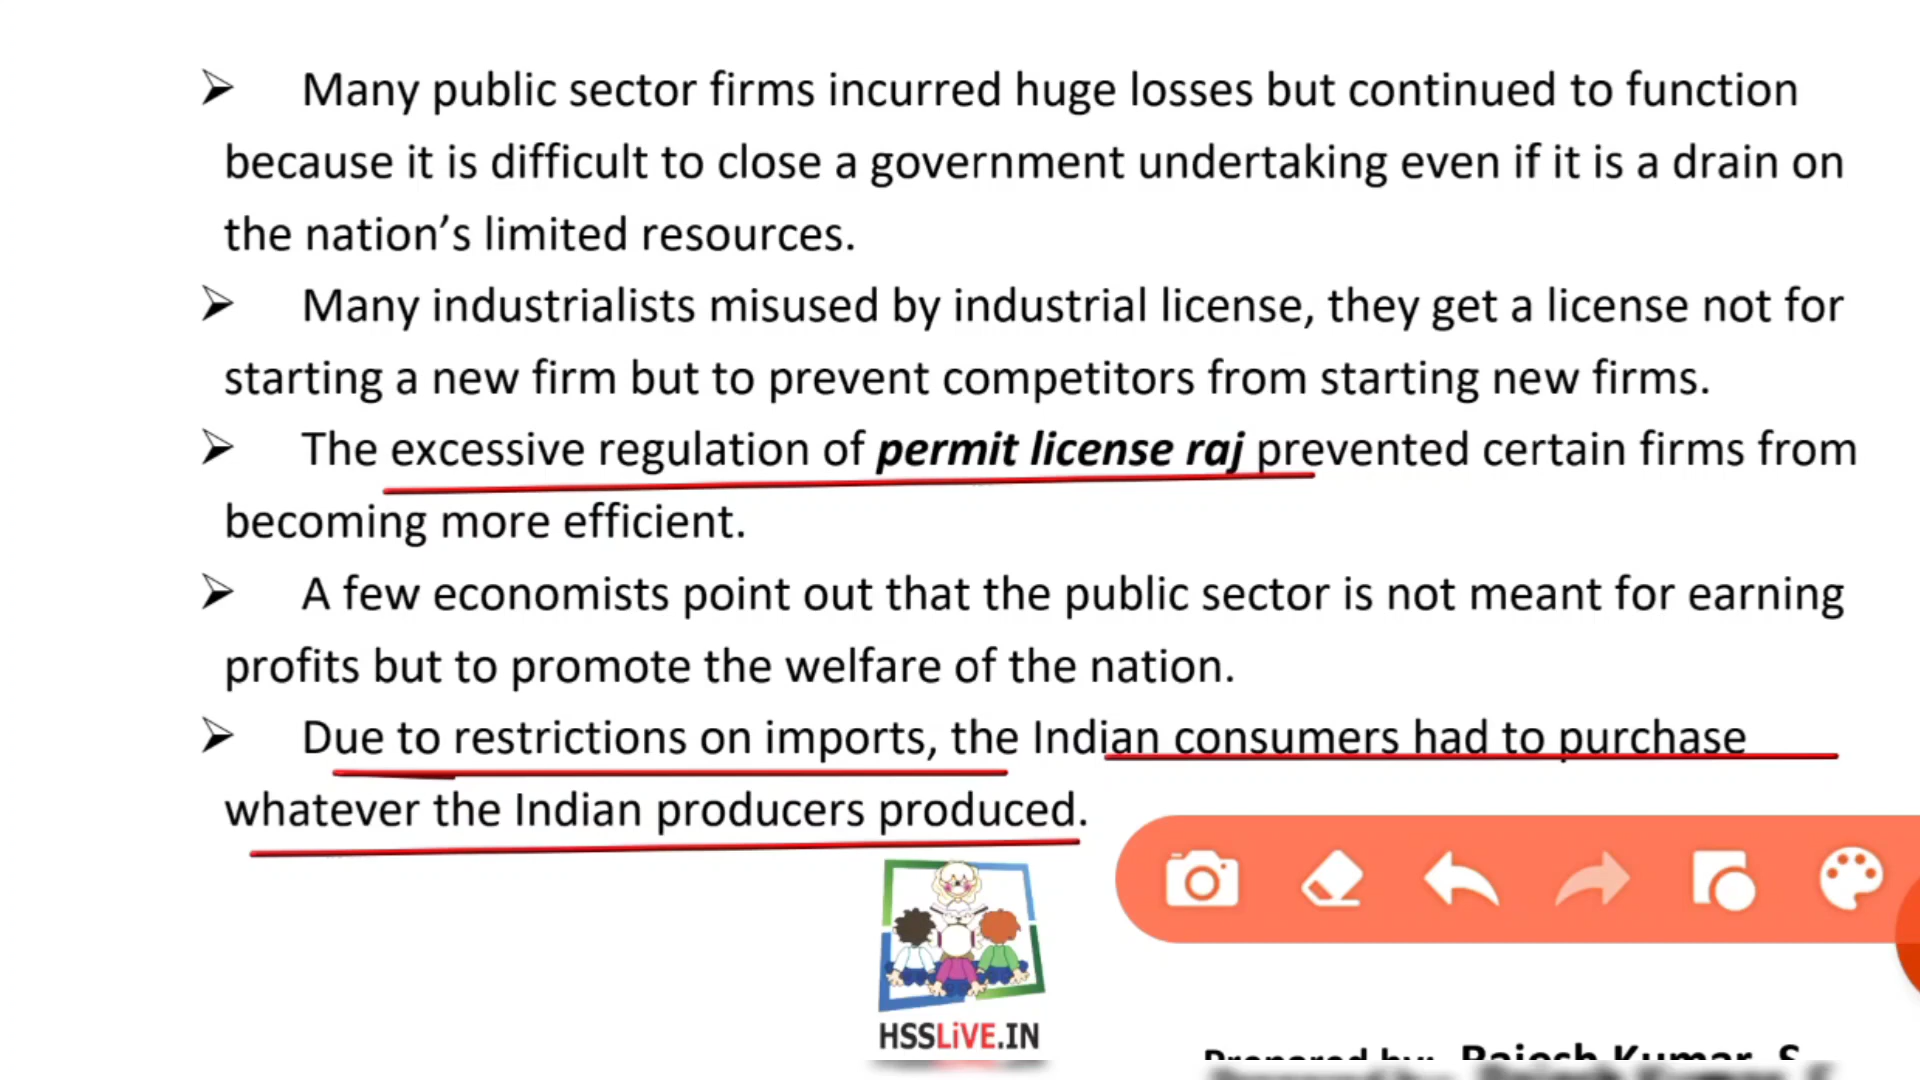 ➢ Many public sector firms incurred huge losses but continued to function
because it is difficult to close a government undertaking even if it is a drain on
the nation’s limited resources.
➢ Many industrialists misused by industrial license, they get a license not for
starting a new firm but to prevent competitors from starting new firms.
➢ The excessive regulation of permit license raj prevented certain firms from
becoming more efficient.
➢ A few economists point out that the public sector is not meant for earning
profits but to promote the welfare of the nation.
➢ Due to restrictions on imports, the Indian consumers had to purchase
whatever the Indian producers produced.
HSSLiVE.IN
Prepared by: Rajesh Kumar. S